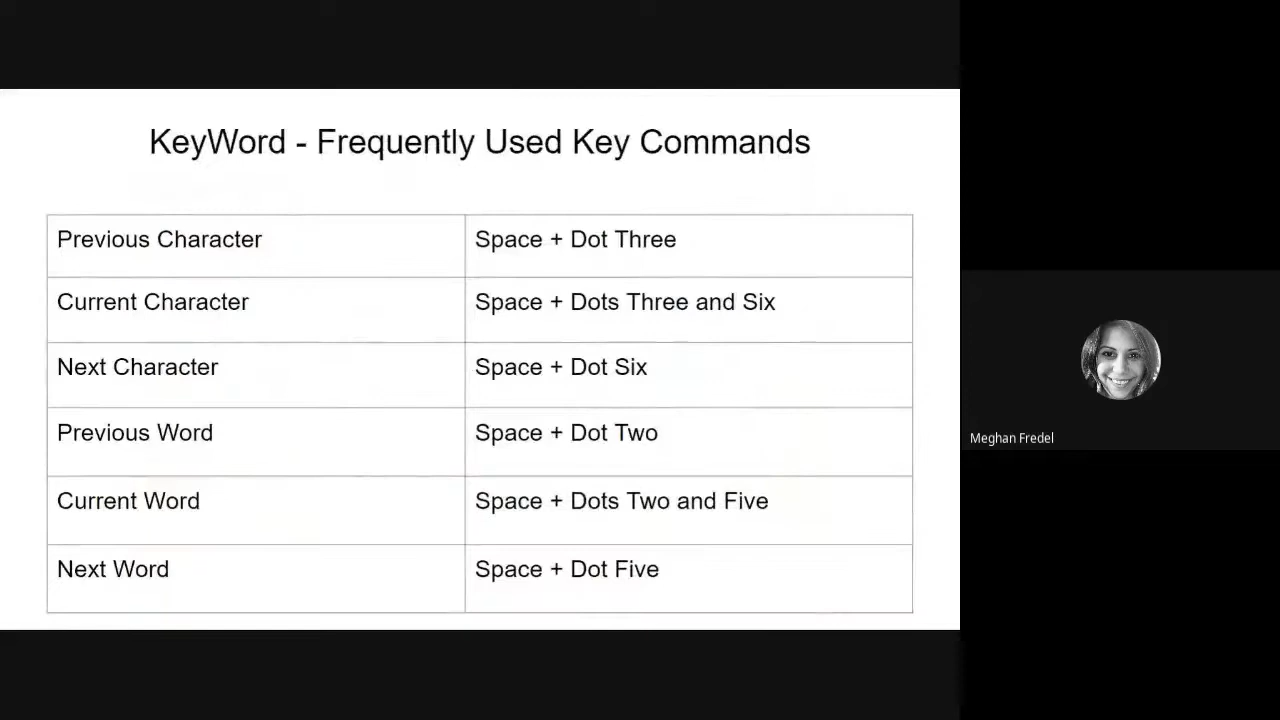 KeyWord - Frequently Used Key Commands
Previous Character Space + Dot Three
Current Character Space + Dots Three and Six
Next Character Space + Dot Six
Previous Word Space + Dot Two
Current Word Space + Dots Two and Five
Next Word Space + Dot Five
Meghan Fredel